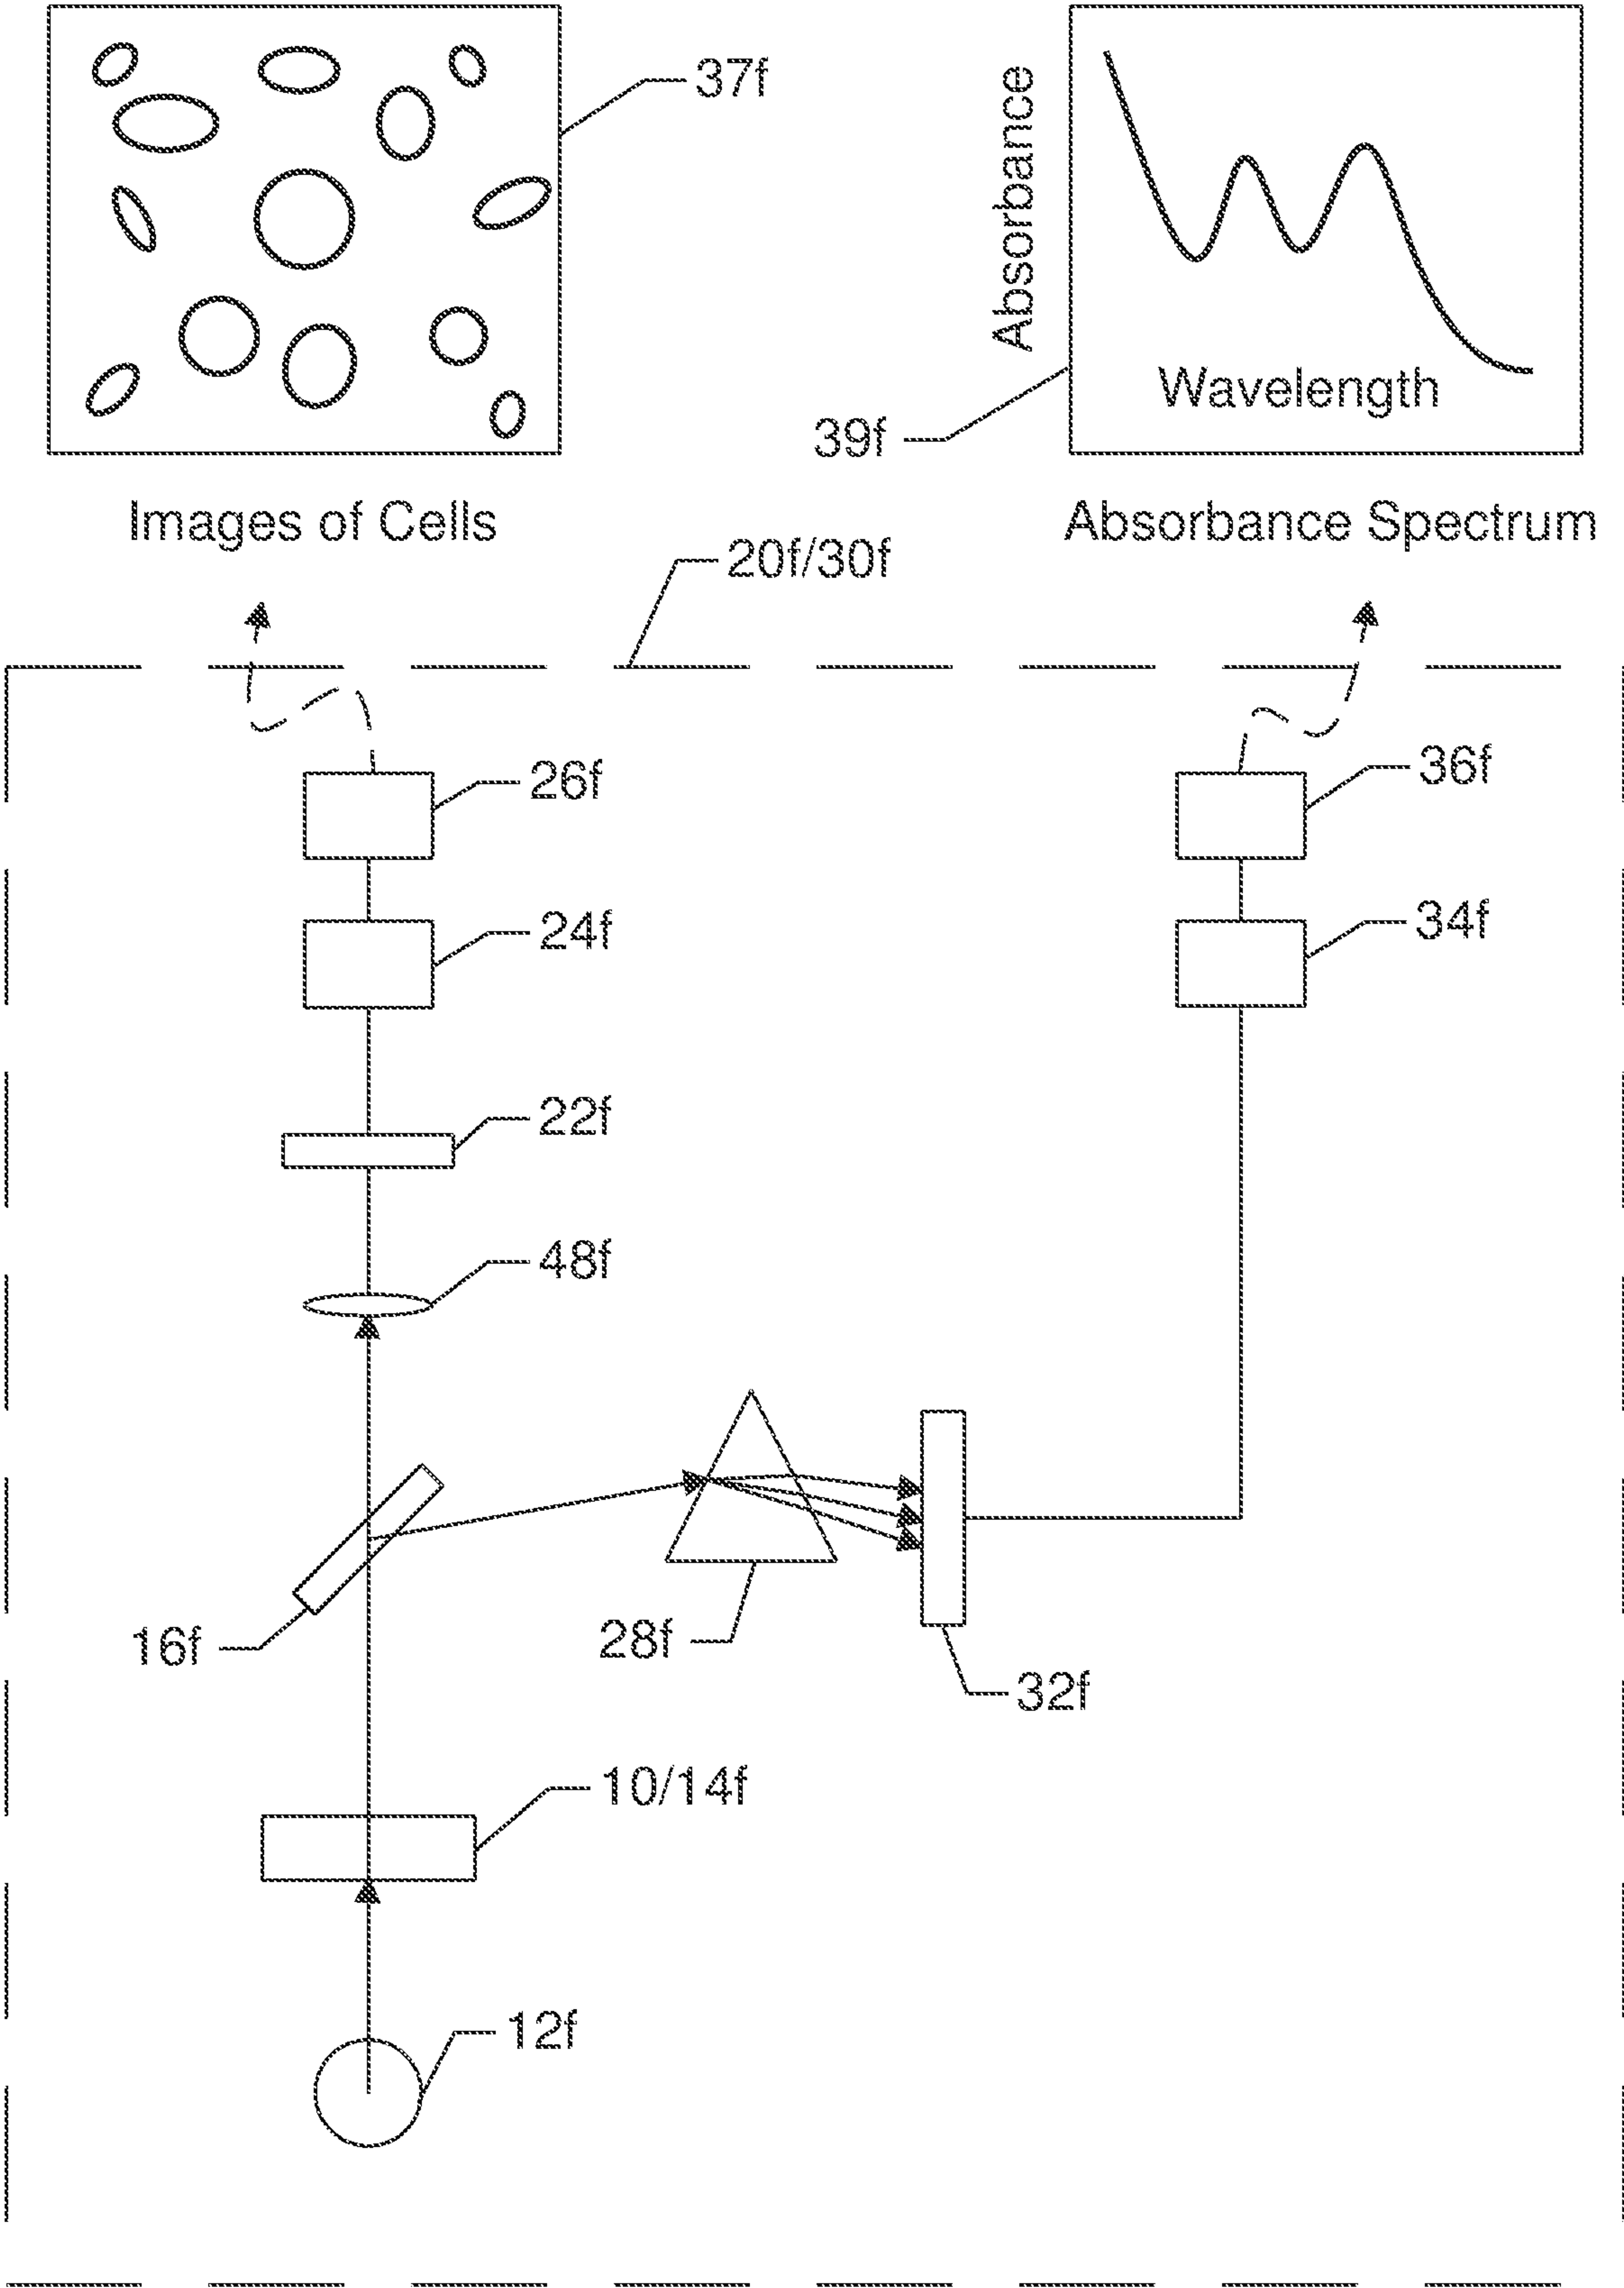 37f
Absorbance
Wavelength
39f
Images of Cells
Absorbance Spectrum
20f/30f
26f
36f
24f
34f
22f
48f
16f
28f
32f
10/14f
12f